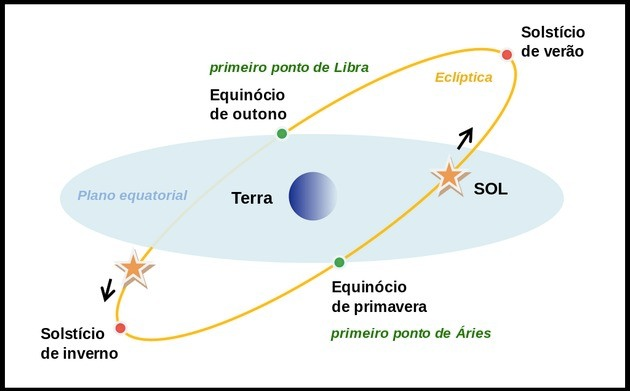 Solstício
de verão
primeiro ponto de Libra
Eclíptica
Equinócio
de outono
Plano equatorial
Terra
SOL
Equinócio
de primavera
primeiro ponto de Áries
Solstício
de inverno